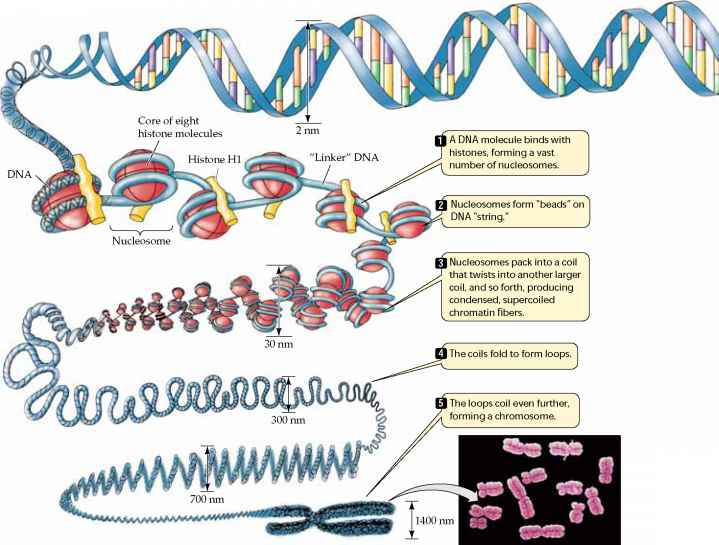 2 nm
Core of eight
histone molecules
Histone H1
"Linker" DNA
DNA
Nucleosome
1 A DNA molecule binds with
histones, forming a vast
number of nucleosomes.
2 Nucleosomes form "beads" on
DNA "string."
3 Nucleosomes pack into a coil
that twists into another larger
coil, and so forth, producing
condensed, supercoiled
chromatin fibers.
30 nm
4 The coils fold to form loops.
300 nm
5 The loops coil even further,
forming a chromosome.
700 nm
1400 nm